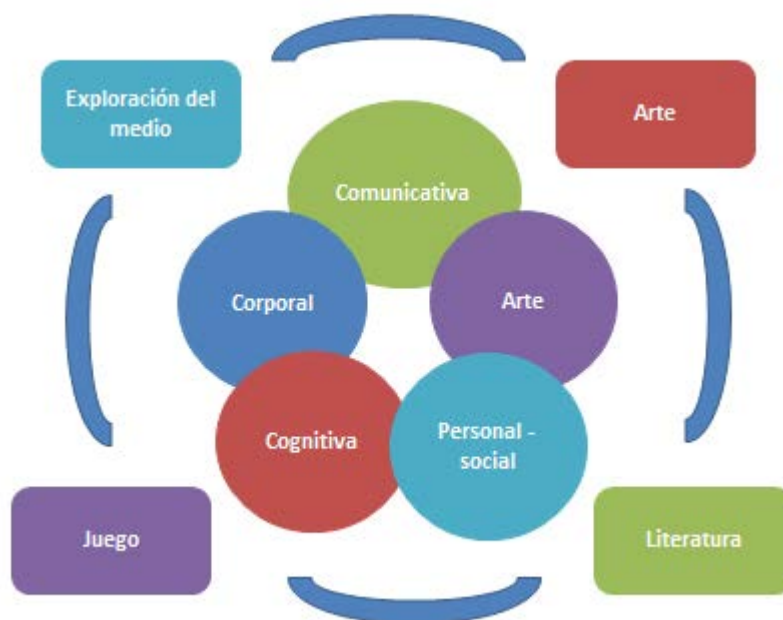 Exploración del
medio
Arte
Comunicativa
Corporal
Arte
Cognitiva
Personal -
social
Juego
Literatura